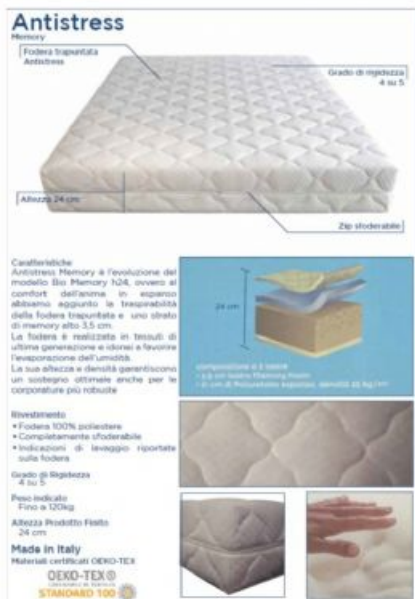 Antistress
Memory
Fodera trapuntata
Antistress
Grado di rigidezza
4 su 5
Altezza 24 cm
Zip sfoderabile
Caratteristiche
Antistress Memory è l'evoluzione del
modello Bio Memory h24, ovvero al
comfort dell'anima in espanso
abbiamo aggiunto la traspirabilità
della fodera trapuntata e uno strato
di memory alto 3,5 cm.
La fodera è realizzata in tessuti di
ultima generazione e idonei a favorire
l'evaporazione dell'umidità.
La sua altezza e densità garantiscono
un sostegno ottimale anche per le
corporature più robuste
24 cm
composizione a 2 lastre
Rivestimento
• Fodera 100% poliestere
• Completamente sfoderabile
• Indicazioni di lavaggio riportate
sulla fodera
Grado di Rigidezza
4 su 5
Peso indicato
Fino a 120kg
Altezza Prodotto Finito
24 cm
Made in Italy
Materiali certificati OEKO-TEX
OEKO-TEX®
STANDARD 100